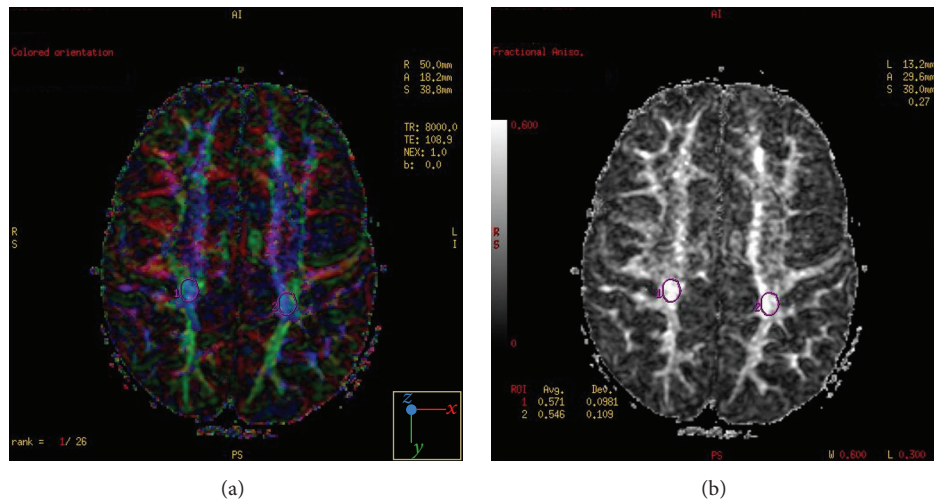 AI
Colored orientation
R 50.0mm
A 18.2mm
S 38.8mm
TR: 8000.0
TE: 108.9
NEX: 1.0
b: 0.0
R
S
L
I
1
2
z
x
y
rank = 1/ 26
PS
(a)
AI
Fractional Aniso.
L 13.2mm
A 29.6mm
S 38.0mm
0.27
0.600
R
S
0
1
2
ROI Avg. Dev.
1 0.571 0.0981
2 0.546 0.109
PS
W 0.600 L 0.300
(b)